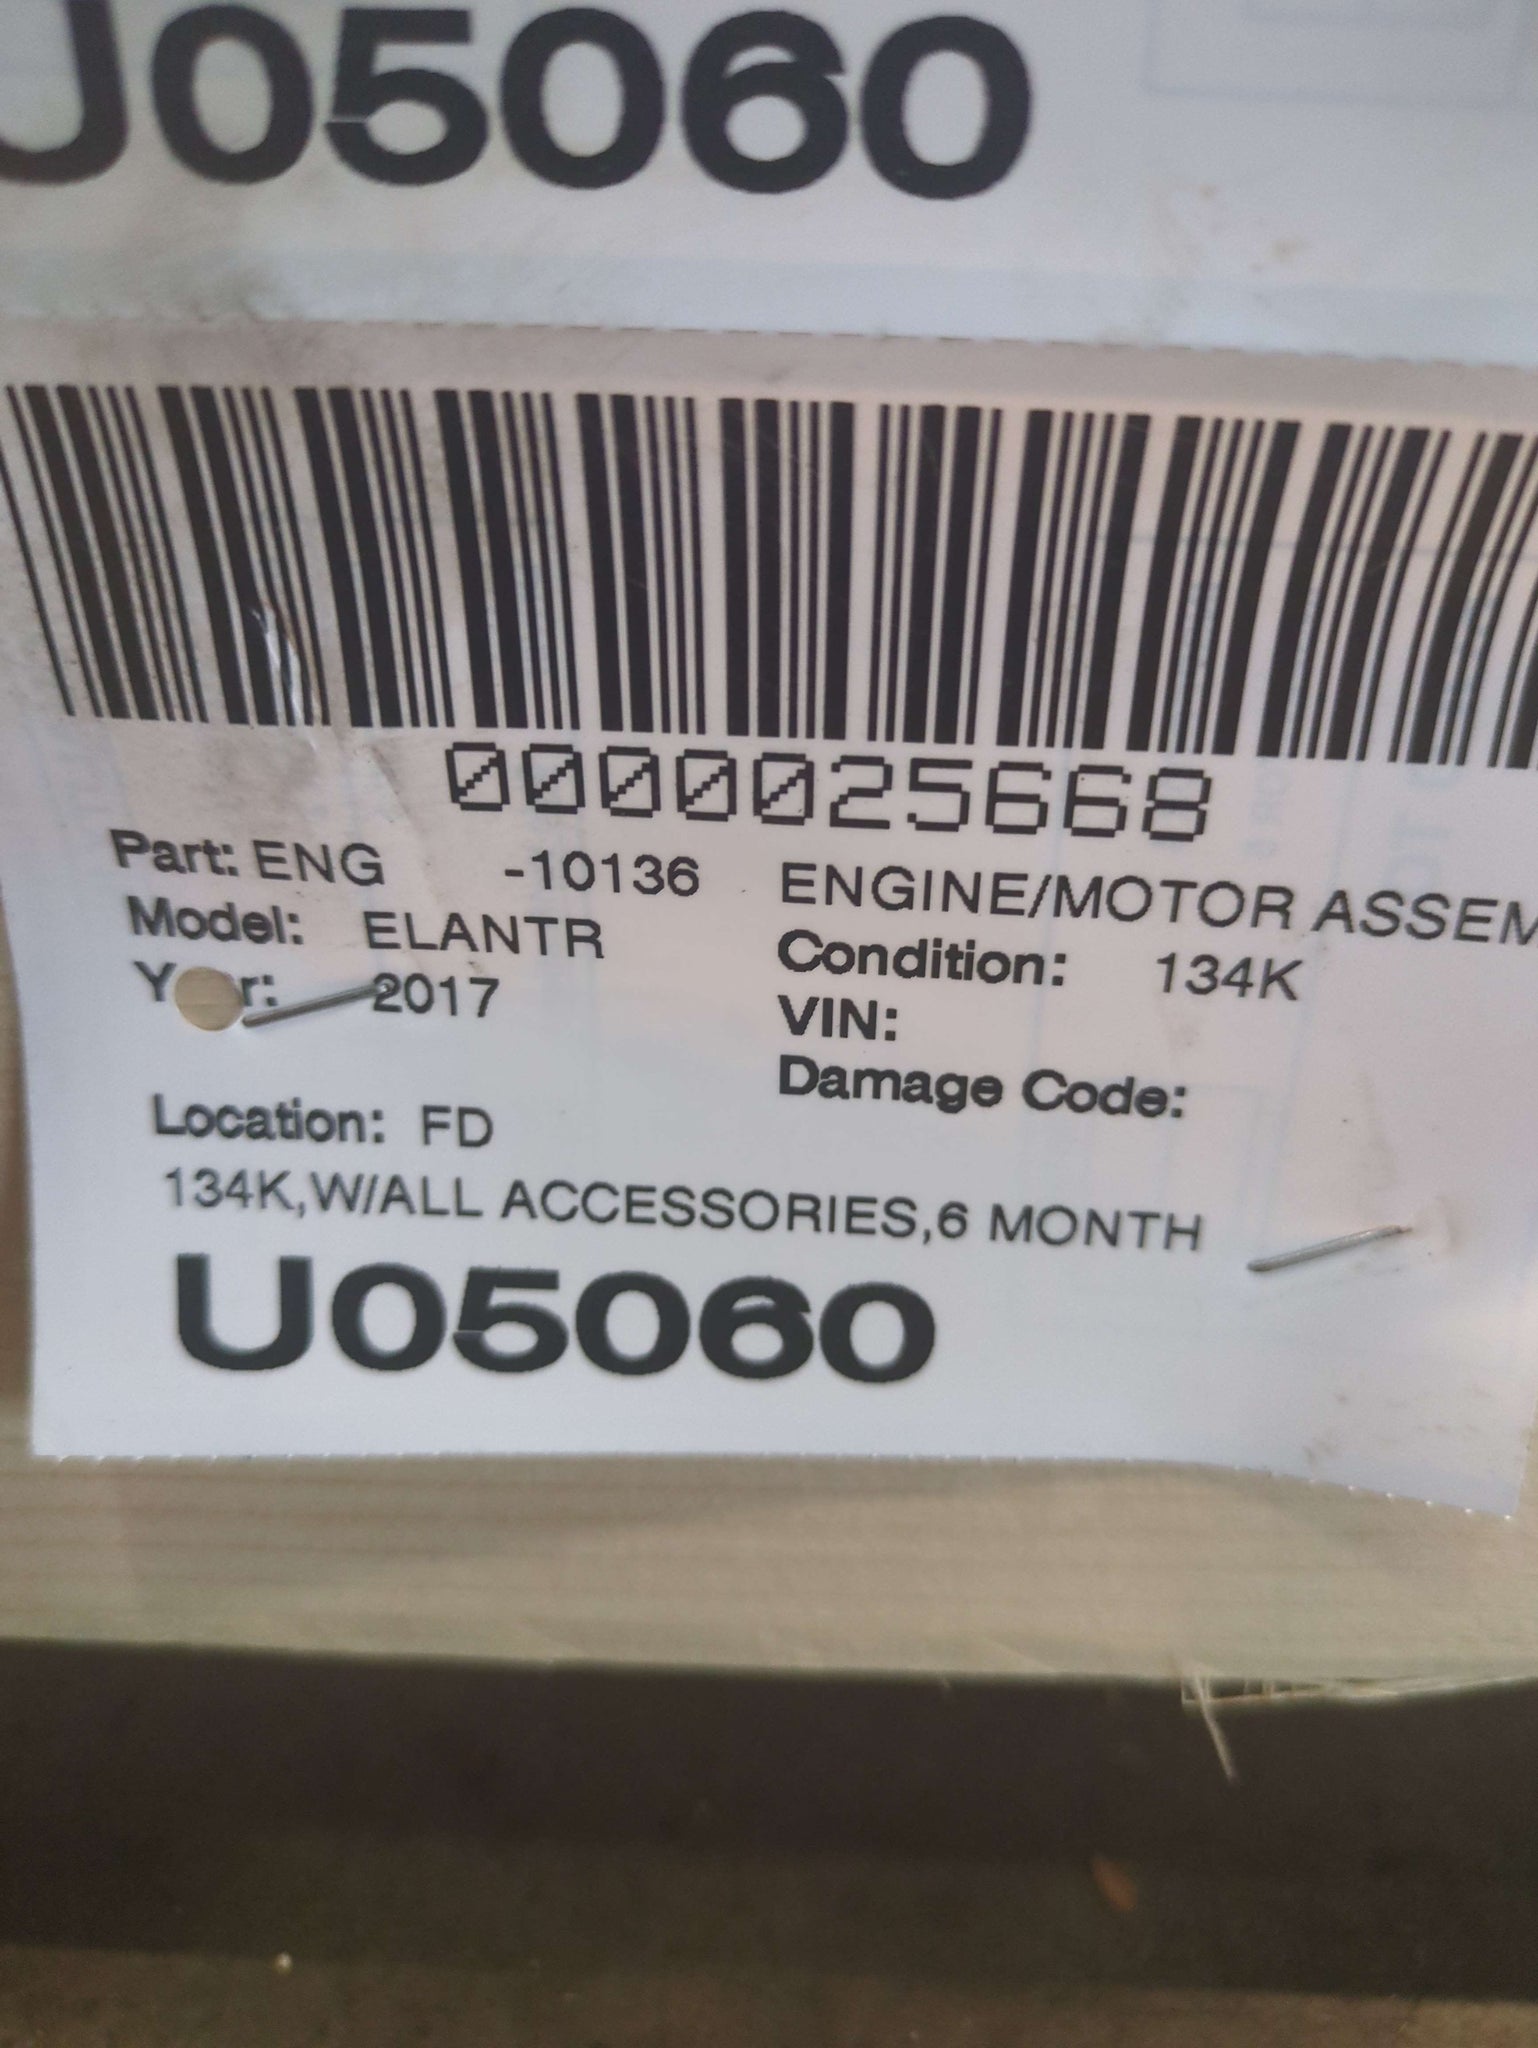 U05060
0000025668
Part: ENG -10136 ENGINE/MOTOR ASSEM
Model: ELANTR
Condition: 134K
Y r: 2017
VIN:
Damage Code:
Location: FD
134K,W/ALL ACCESSORIES,6 MONTH
U05060